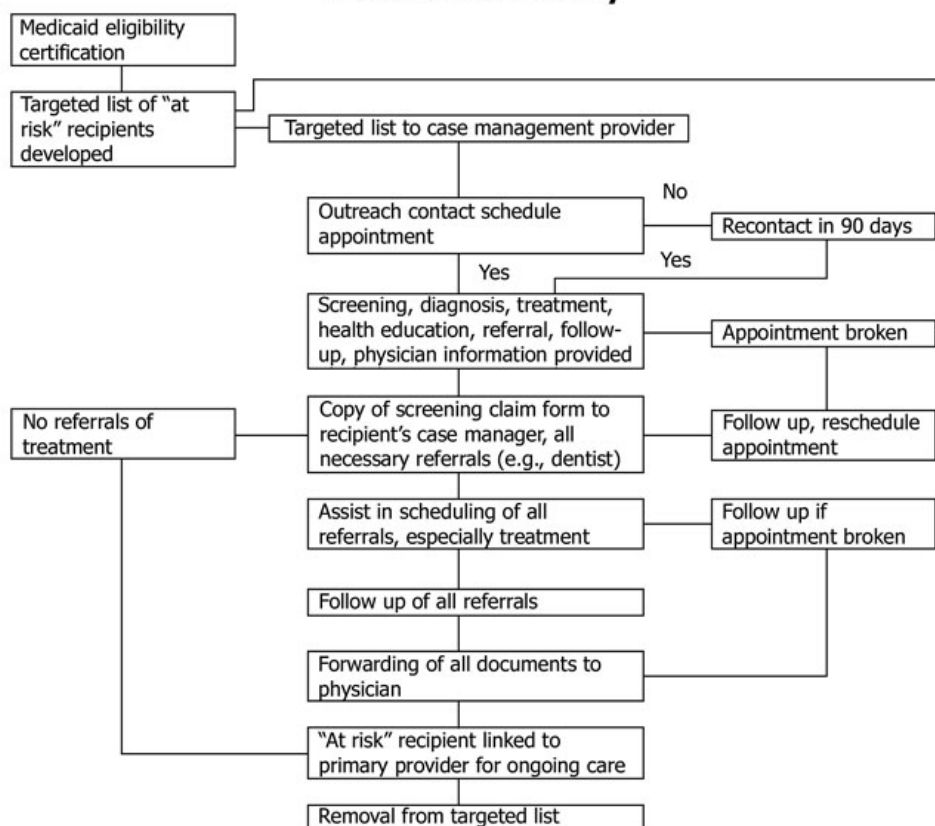 Medicaid eligibility
certification
Targeted list of “at
risk” recipients
developed
Targeted list to case management provider
No
Outreach contact schedule
appointment
Recontact in 90 days
Yes
Yes
Screening, diagnosis, treatment,
health education, referral, follow-
up, physician information provided
Appointment broken
No referrals of
treatment
Copy of screening claim form to
recipient’s case manager, all
necessary referrals (e.g., dentist)
Follow up, reschedule
appointment
Assist in scheduling of all
referrals, especially treatment
Follow up if
appointment broken
Follow up of all referrals
Forwarding of all documents to
physician
“At risk” recipient linked to
primary provider for ongoing care
Removal from targeted list